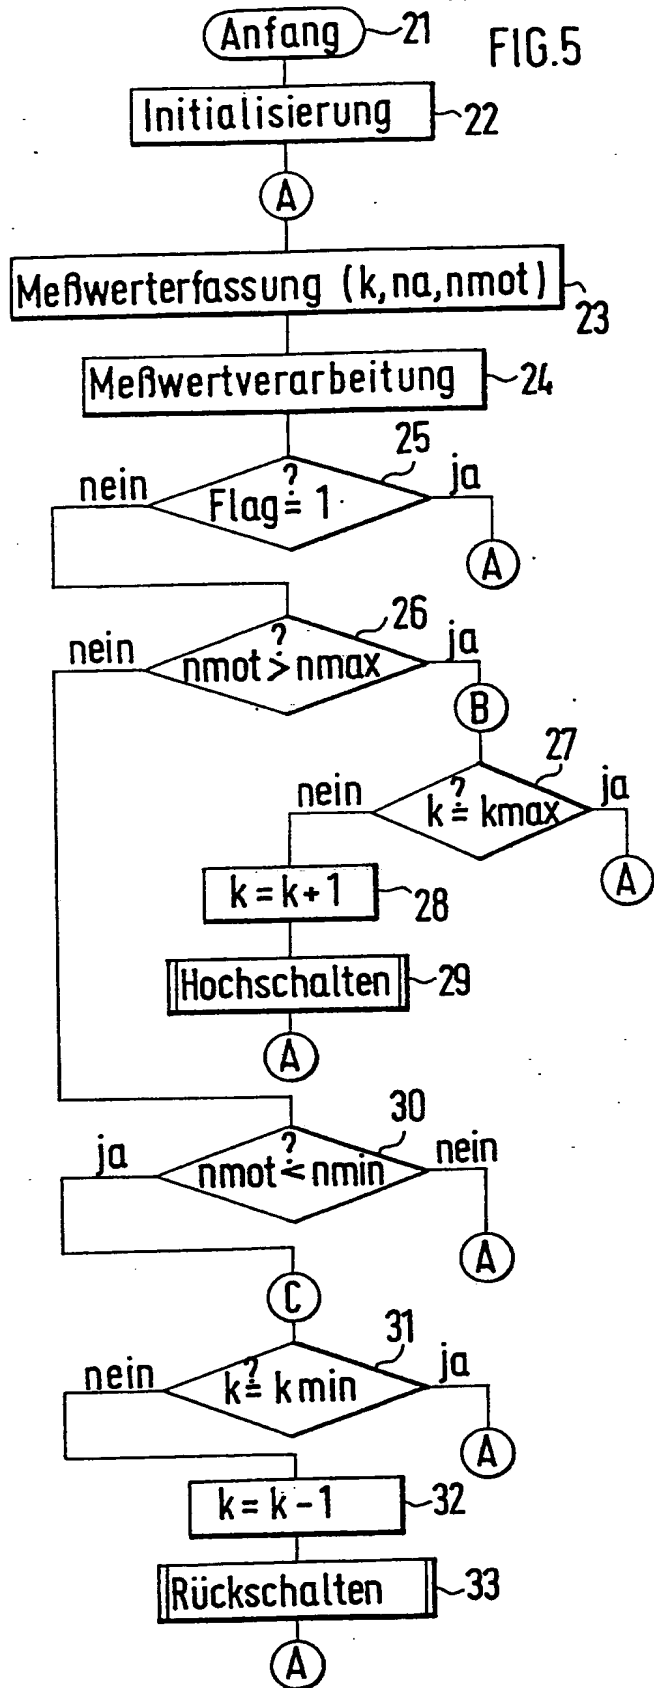 Anfang
21
FIG.5
Initialisierung
22
A
Meßwerterfassung (k,na,nmot)
23
Meßwertverarbeitung
24
25
nein
ja
?
Flag = 1
A
26
nein
ja
?
nmot > nmax
B
27
nein
ja
?
k = kmax
A
k = k+1
28
Hochschalten
29
A
30
ja
nein
?
nmot < nmin
A
C
31
nein
ja
?
k = kmin
A
k = k-1
32
Rückschalten
33
A